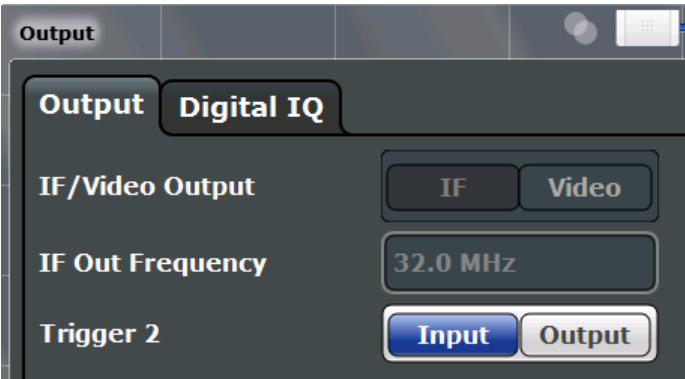 Output
Output Digital IQ
IF/Video Output IF Video
IF Out Frequency 32.0 MHz
Trigger 2 Input Output